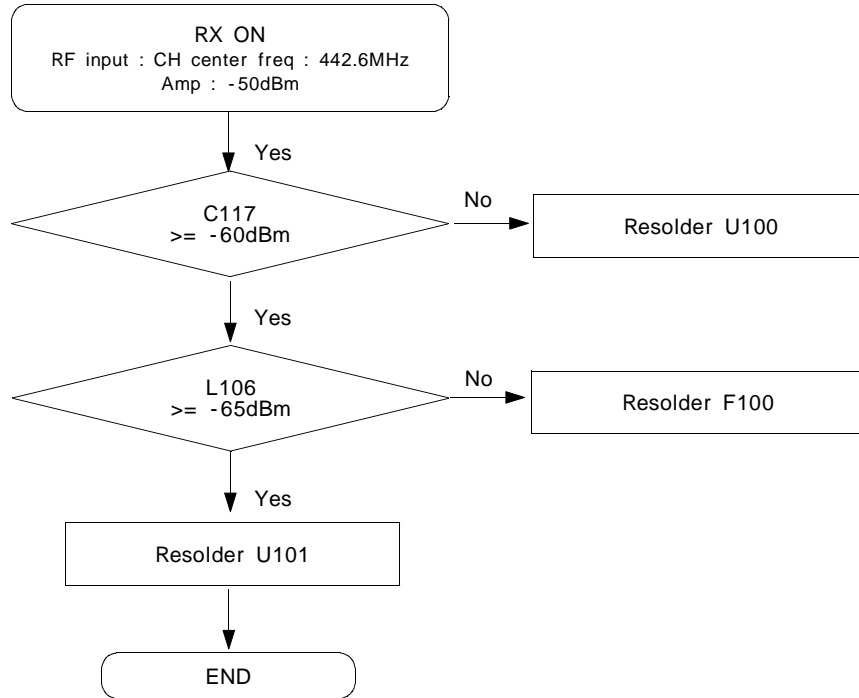 RX ON
RF input : CH center freq : 442.6MHz
Amp : -50dBm
Yes
C117
>= -60dBm
No
Resolder U100
Yes
L106
>= -65dBm
No
Resolder F100
Yes
Resolder U101
END